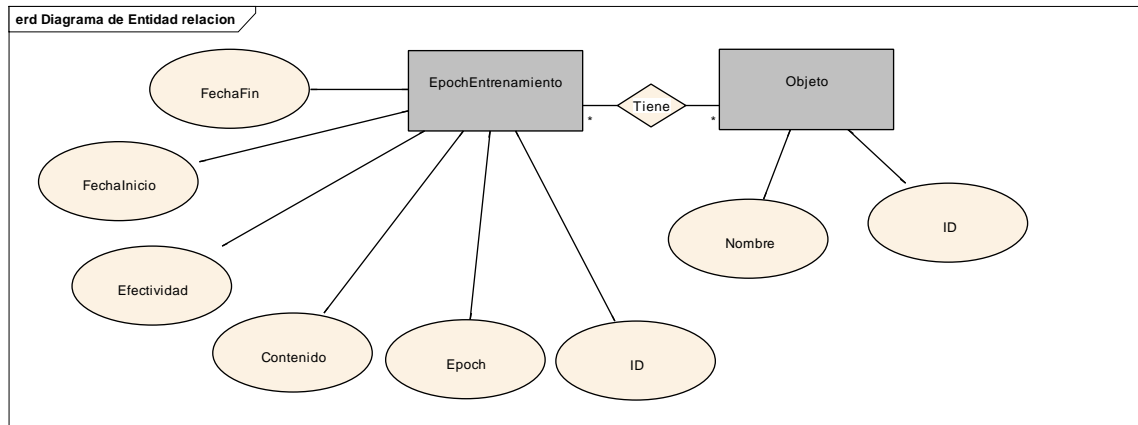 erd Diagrama de Entidad relacion
EpochEntrenamiento
Objeto
FechaFin
Tiene
*
*
FechaInicio
Nombre
ID
Efectividad
Contenido
Epoch
ID